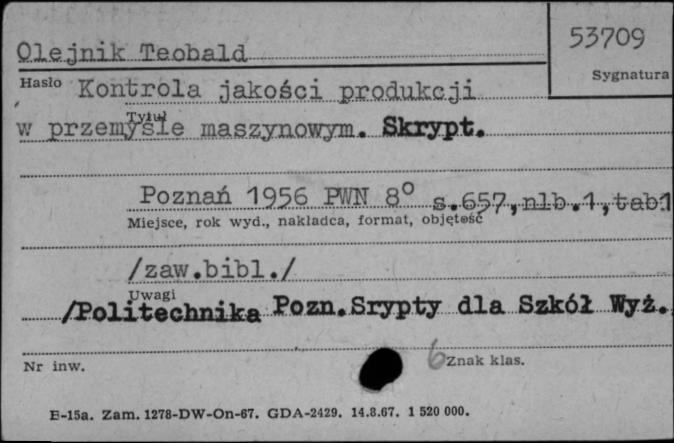 53709
Olejnik Teobald
Sygnatura
Hasło Kontrola jakości produkcji
Tytuł
w przemyśle maszynowym. Skrypt.
Poznań 1956 PWN 8° s.657,nlb.1,tabl
Miejsce, rok wyd., nakładca, format, objętość
/zaw.bibl./
Uwagi
/Politechnika Pozn.Srypty dla Szkół Wyż.
6
Nr inw. Znak klas.
E-15a. Zam. 1278-DW-On-67. GDA-2429. 14.8.67. 1 520 000.